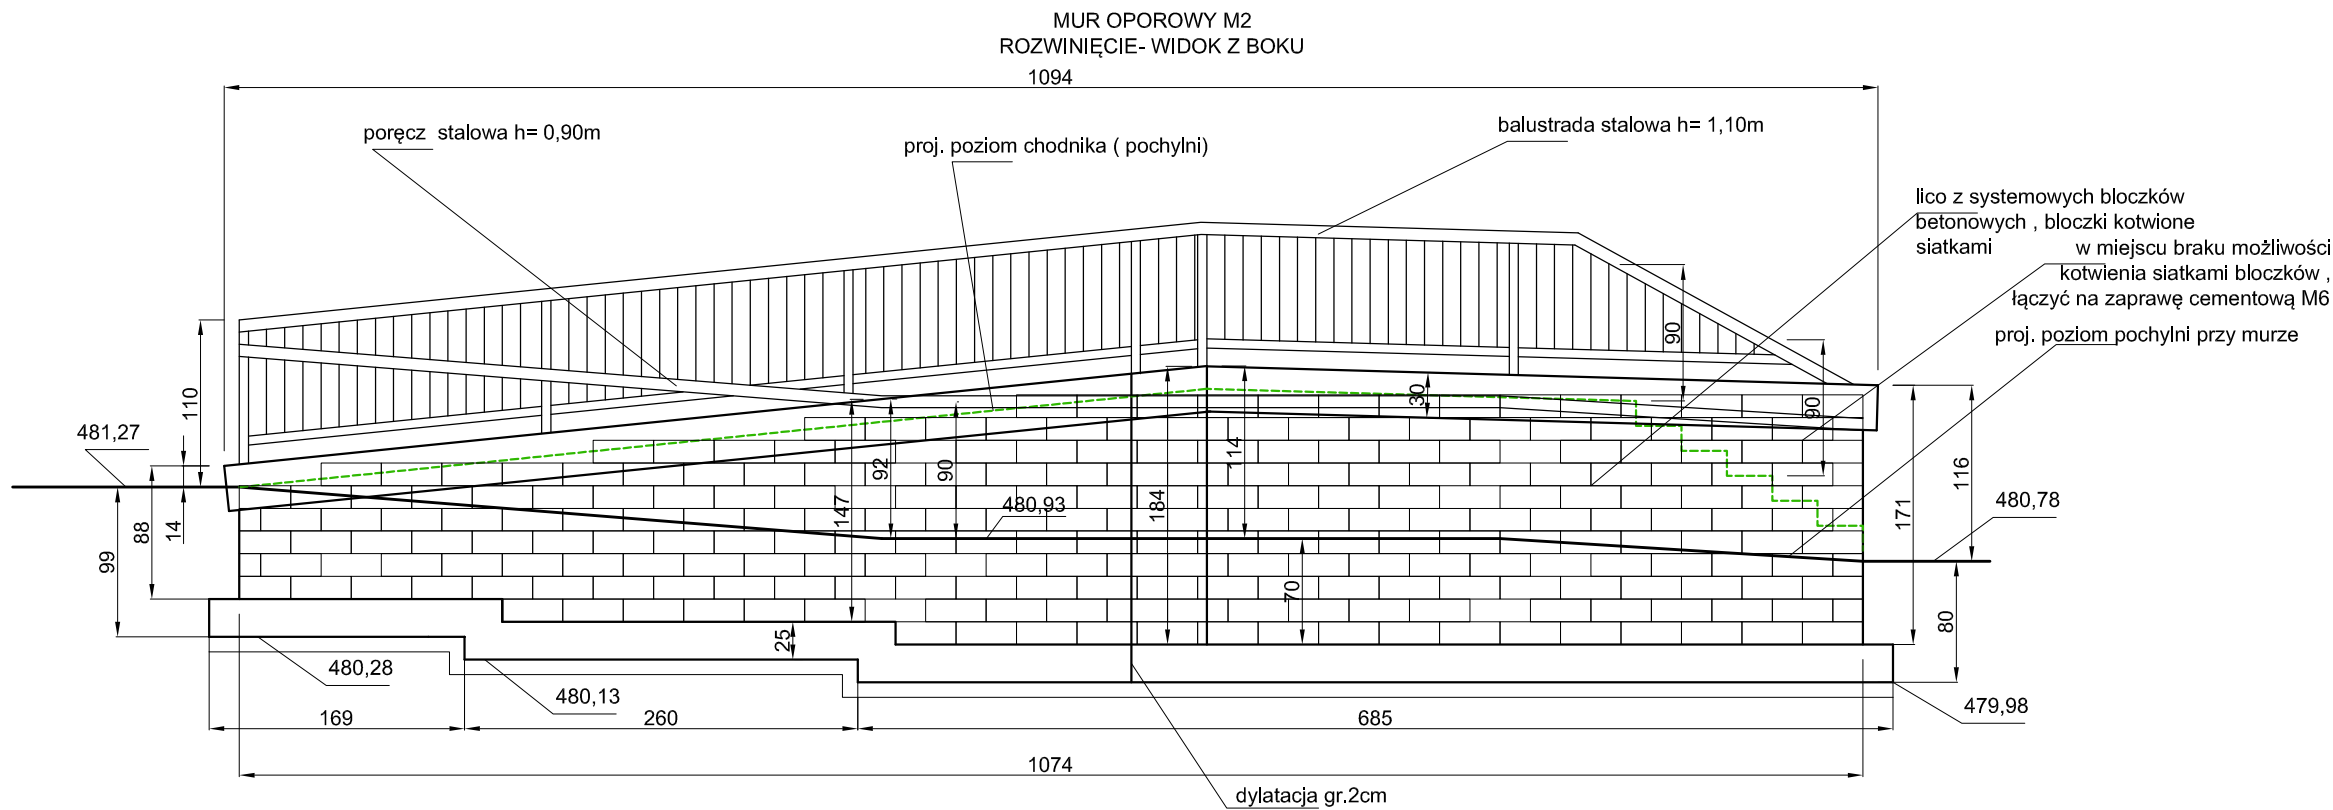 MUR OPOROWY M2
ROZWINIĘCIE- WIDOK Z BOKU
1094
poręcz stalowa h= 0,90m
proj. poziom chodnika ( pochylni)
balustrada stalowa h= 1,10m
lico z systemowych bloczków
betonowych , bloczki kotwione
siatkami
w miejscu braku możliwości
kotwienia siatkami bloczków ,
łączyć na zaprawę cementową M6
proj. poziom pochylni przy murze
110
481,27
88
14
99
147
92
90
480,93
184
114
30
90
90
70
25
171
116
480,78
80
480,28
480,13
479,98
169
260
685
1074
dylatacja gr.2cm